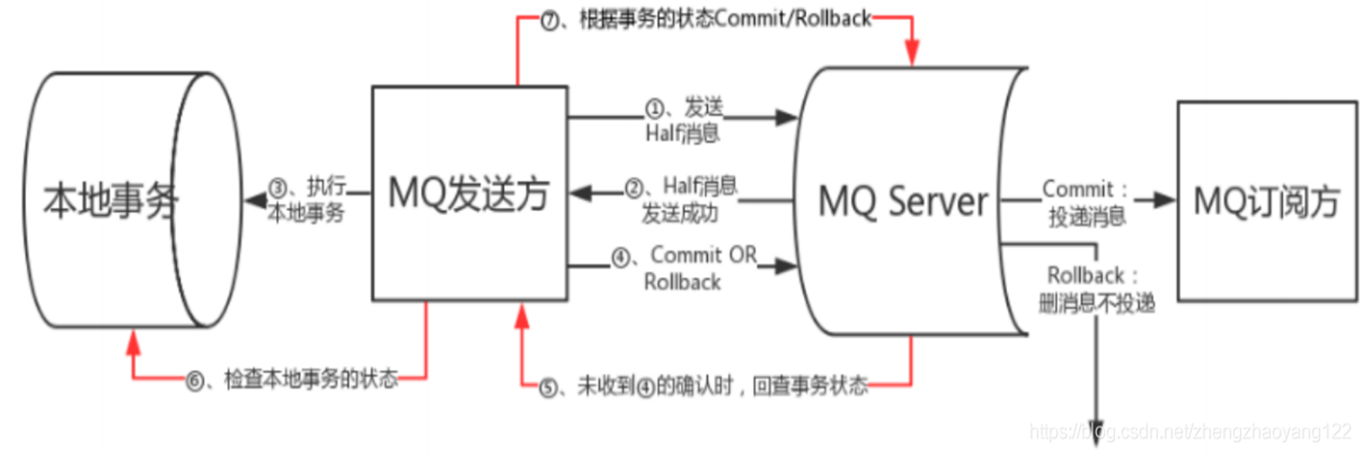 ⑦、根据事务的状态Commit/Rollback
①、发送
Half消息
本地事务
③、执行
本地事务
MQ发送方
②、Half消息
发送成功
MQ Server
Commit：
投递消息
MQ订阅方
④、Commit OR
Rollback
Rollback：
删消息不投递
⑥、检查本地事务的状态
⑤、未收到④的确认时，回查事务状态
https://blog.csdn.net/zhengzhaoyang122